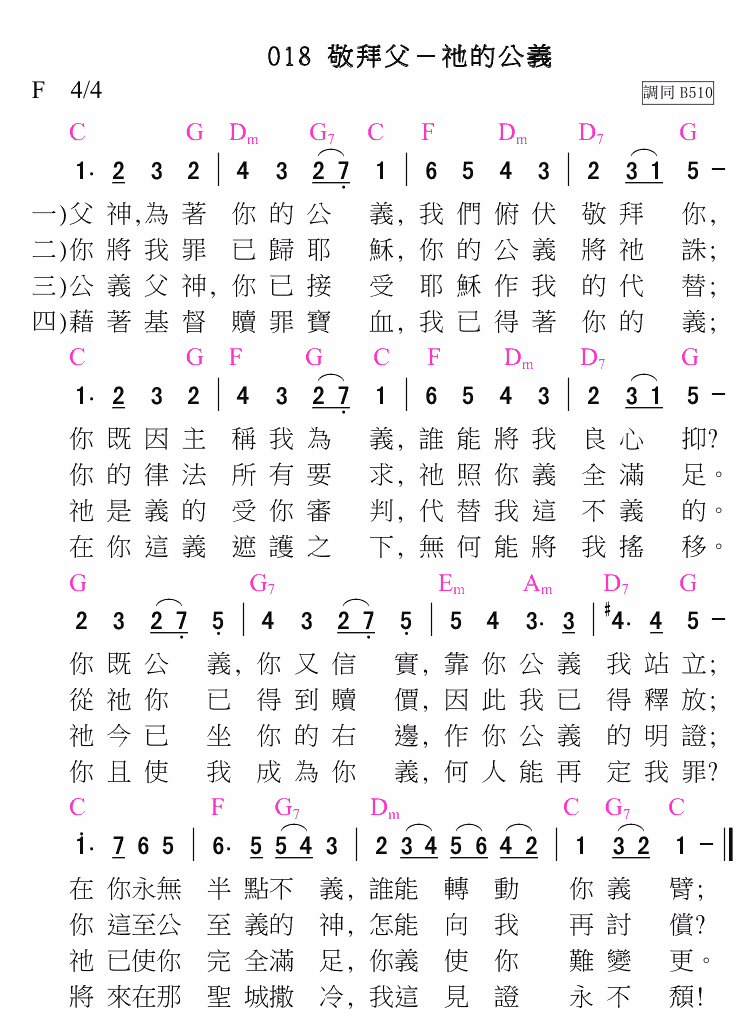 018 敬拜父－祂的公義
F 4/4 調同 B510
C G Dm G7 C F Dm D7 G
1· 2 3 2 | 4 3 2 7 1 | 6 5 4 3 | 2 3 1 5 –
一)父神,為著 你的公 義, 我們俯伏 敬拜 你,
二)你將我罪 已歸耶 穌, 你的公義 將祂 誅;
三)公義父神, 你已接 受 耶穌作我 的代 替;
四)藉著基督 贖罪寶 血, 我已得著 你的 義;
C G F G C F Dm D7 G
1· 2 3 2 | 4 3 2 7 1 | 6 5 4 3 | 2 3 1 5 –
你既因主 稱我為 義, 誰能將我 良心 抑?
你的律法 所有要 求, 祂照你義 全滿 足。
祂是義的 受你審 判, 代替我這 不義 的。
在你這義 遮護之 下, 無何能將 我搖 移。
G G7 Em Am D7 G
2 3 2 7 5 | 4 3 2 7 5 | 5 4 3· 3 | #4· 4 5 –
你既公 義, 你又信 實, 靠你公義 我站立;
從祂你 已 得到贖 價, 因此我已 得釋放;
祂今已 坐 你的右 邊, 作你公義 的明證;
你且使 我 成為你 義, 何人能再 定我罪?
C F G7 Dm C G7 C
1· 7 6 5 | 6· 5 5 4 3 | 2 3 4 5 6 4 2 | 1 3 2 1 –
在 你永無 半 點不 義, 誰能 轉 動 你 義 臂;
你 這至公 至 義的 神, 怎能 向 我 再 討 償?
祂 已使你 完 全滿 足, 你義 使 你 難 變 更。
將 來在那 聖 城撒 冷, 我這 見 證 永 不 頹!